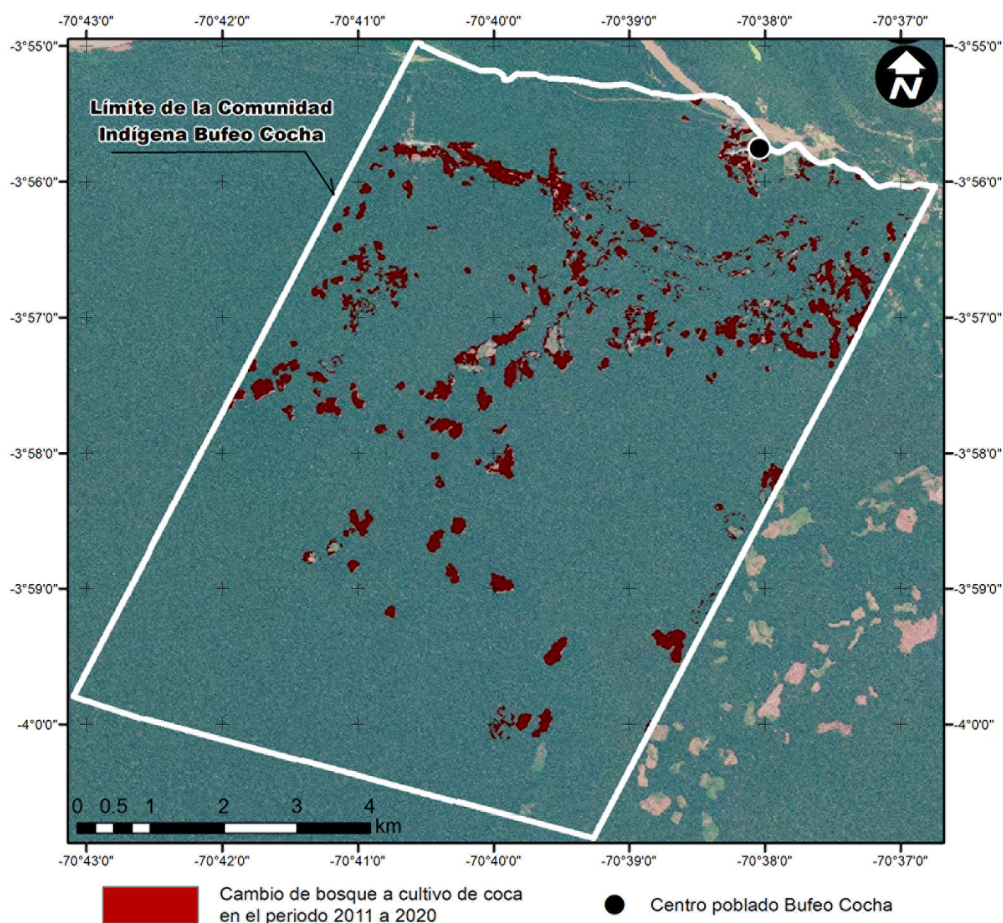 -70°43'0" -70°42'0" -70°41'0" -70°40'0" -70°39'0" -70°38'0" -70°37'0"
-3°55'0" -3°55'0"
N
Límite de la Comunidad
Indígena Bufeo Cocha
-3°56'0" -3°56'0"
-3°57'0" -3°57'0"
-3°58'0" -3°58'0"
-3°59'0" -3°59'0"
-4°0'0" -4°0'0"
0 0.5 1 2 3 4
km
-70°43'0" -70°42'0" -70°41'0" -70°40'0" -70°39'0" -70°38'0" -70°37'0"
Cambio de bosque a cultivo de coca
en el periodo 2011 a 2020
Centro poblado Bufeo Cocha